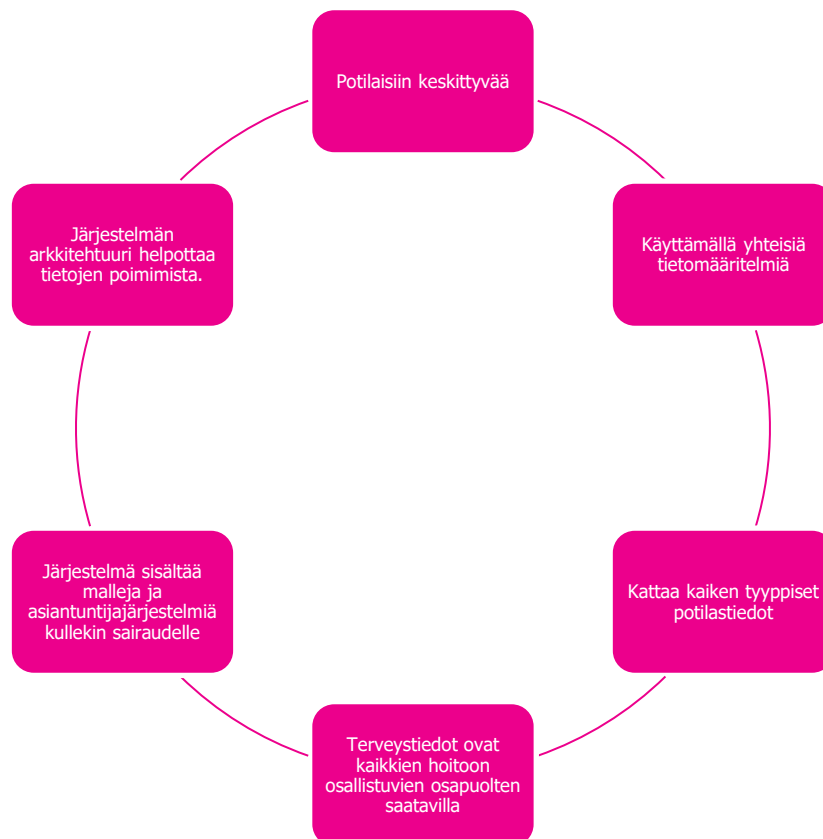 Potilaisiin keskittyvää
Käyttämällä yhteisiä
tietomääritelmiä
Kattaa kaiken tyyppiset
potilastiedot
Terveystiedot ovat
kaikkien hoitoon
osallistuvien osapuolten
saatavilla
Järjestelmä sisältää
malleja ja
asiantuntijajärjestelmiä
kullekin sairaudelle
Järjestelmän
arkkitehtuuri helpottaa
tietojen poimimista.